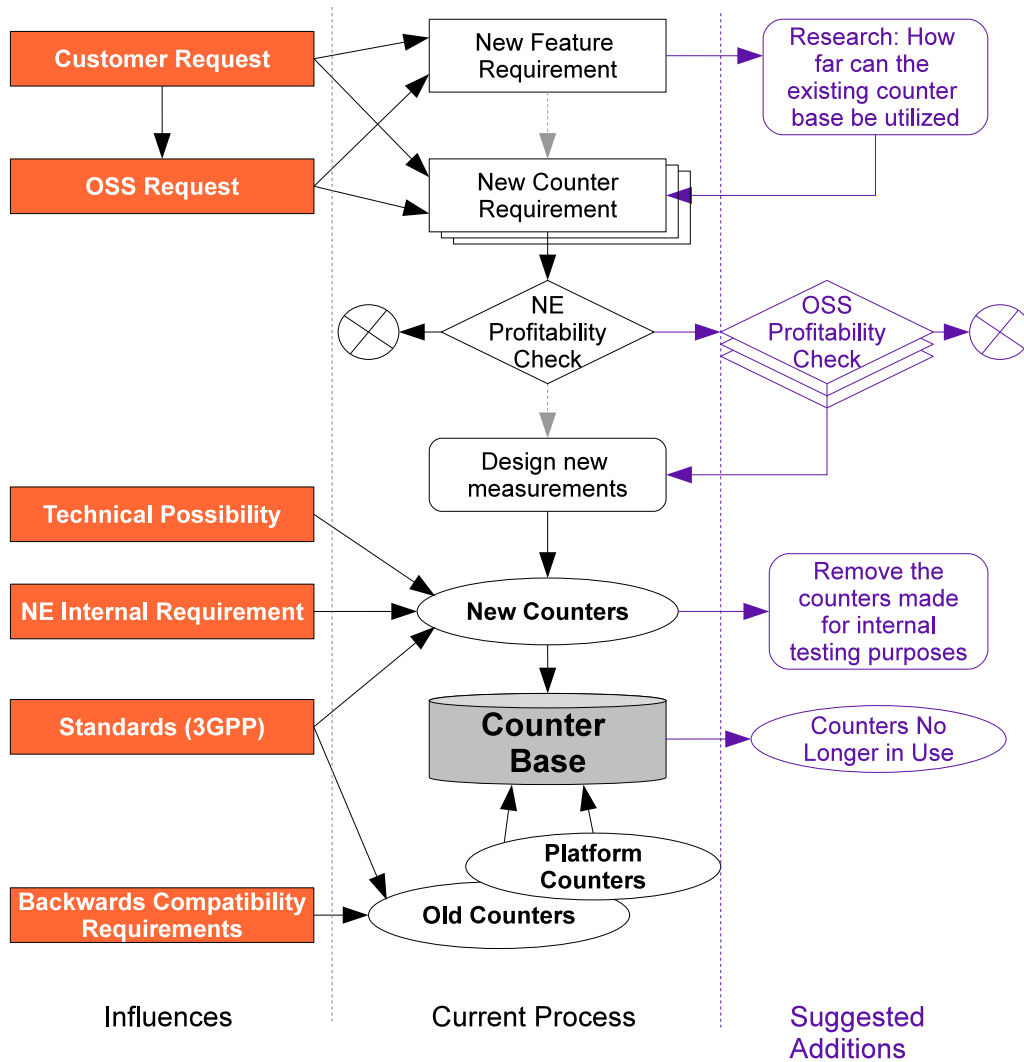 Customer Request
New Feature
Requirement
Research: How
far can the
existing counter
base be utilized
OSS Request
New Counter
Requirement
NE
Profitability
Check
OSS
Profitability
Check
Design new
measurements
Technical Possibility
NE Internal Requirement
New Counters
Remove the
counters made
for internal
testing purposes
Standards (3GPP)
Counter
Base
Counters No
Longer in Use
Platform
Counters
Backwards Compatibility
Requirements
Old Counters
Influences
Current Process
Suggested
Additions